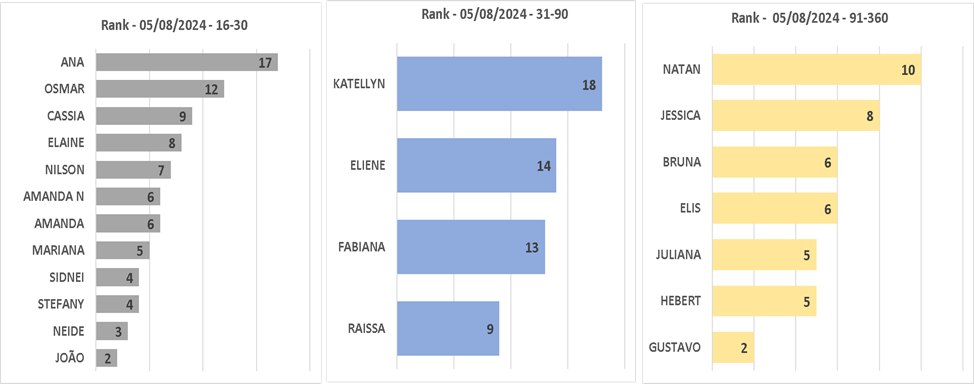 Rank - 05/08/2024 - 16-30
ANA 17
OSMAR 12
CASSIA 9
ELAINE 8
NILSON 7
AMANDA N 6
AMANDA 6
MARIANA 5
SIDNEI 4
STEFANY 4
NEIDE 3
JOÃO 2
Rank - 05/08/2024 - 31-90
KATELLYN 18
ELIENE 14
FABIANA 13
RAISSA 9
Rank - 05/08/2024 - 91-360
NATAN 10
JESSICA 8
BRUNA 6
ELIS 6
JULIANA 5
HEBERT 5
GUSTAVO 2